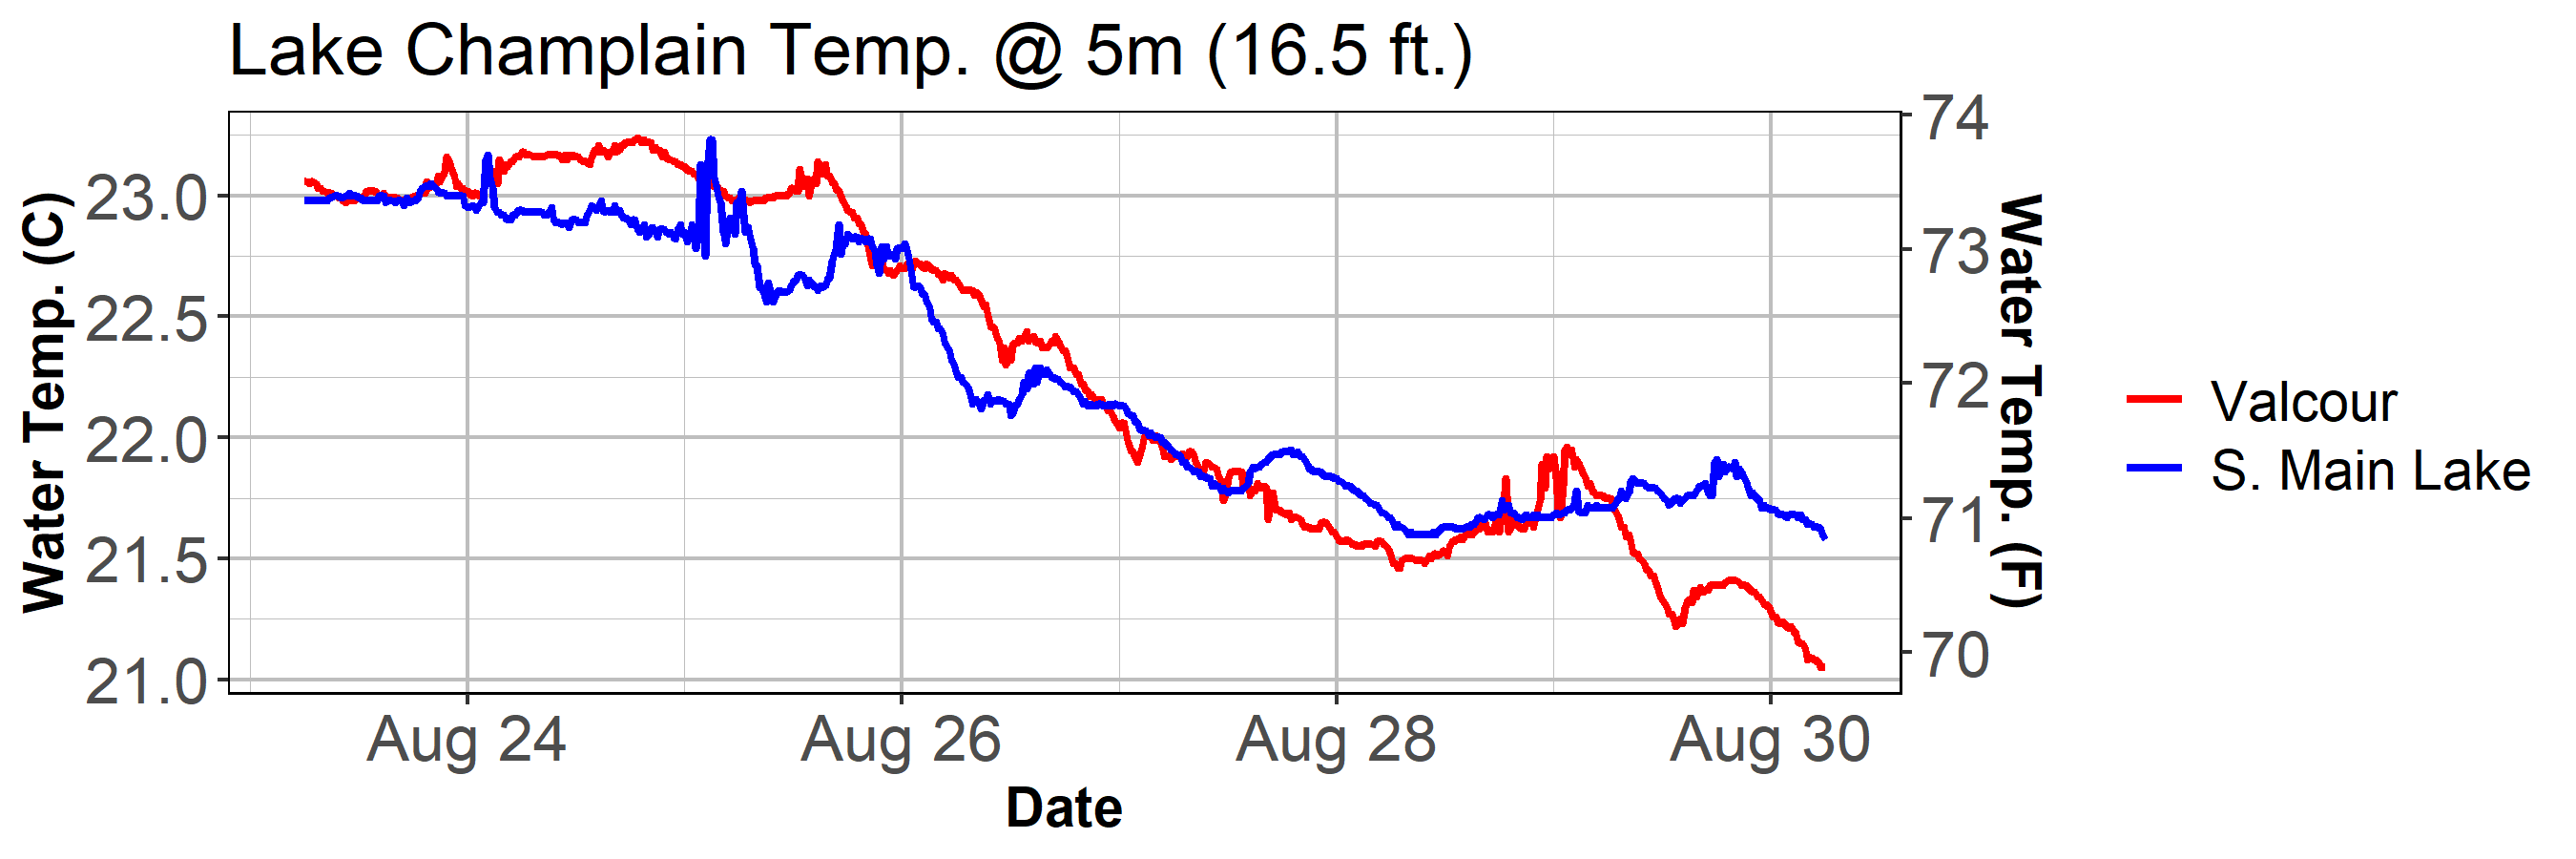 Lake Champlain Temp. @ 5m (16.5 ft.)
Water Temp. (C)
23.0
22.5
22.0
21.5
21.0
74
73
72
71
70
Water Temp. (F)
Aug 24
Aug 26
Aug 28
Aug 30
Date
Valcour
S. Main Lake